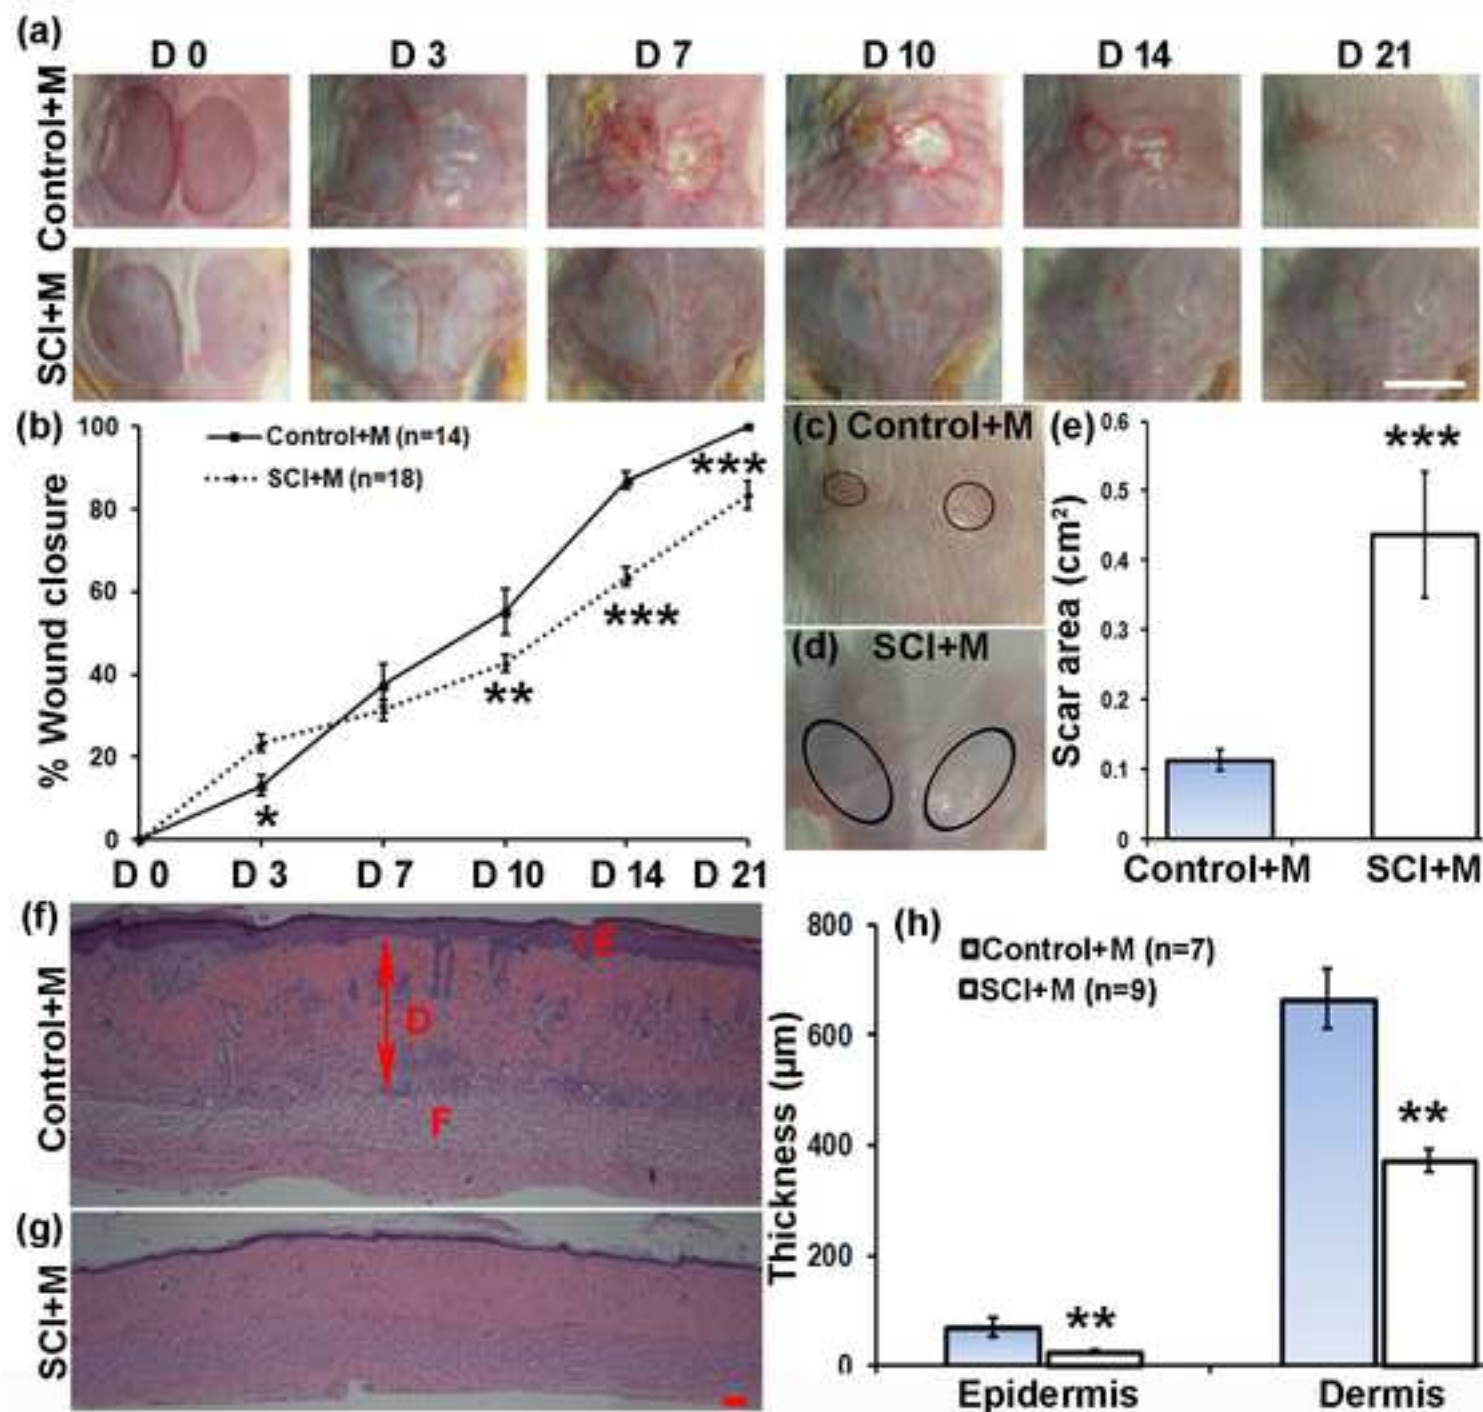 (a)
D 0 D 3 D 7 D 10 D 14 D 21
Control+M
SCI+M
(b)
Control+M (n=14)
SCI+M (n=18)
% Wound closure
100
80
60
40
20
0
*
**
***
***
D 0 D 3 D 7 D 10 D 14 D 21
(c) Control+M
(d) SCI+M
(e)
Scar area (cm²)
0.6
0.5
0.4
0.3
0.2
0.1
0
***
Control+M SCI+M
(f)
Control+M
E
D
F
(g)
SCI+M
(h)
Control+M (n=7)
SCI+M (n=9)
Thickness (µm)
800
600
400
200
0
**
**
Epidermis Dermis